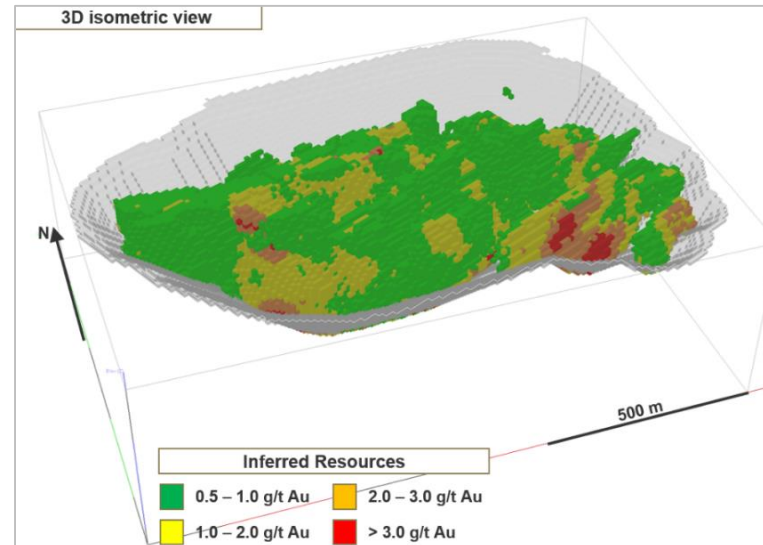 3D isometric view
N
500 m
Inferred Resources
0.5 – 1.0 g/t Au
2.0 – 3.0 g/t Au
1.0 – 2.0 g/t Au
> 3.0 g/t Au